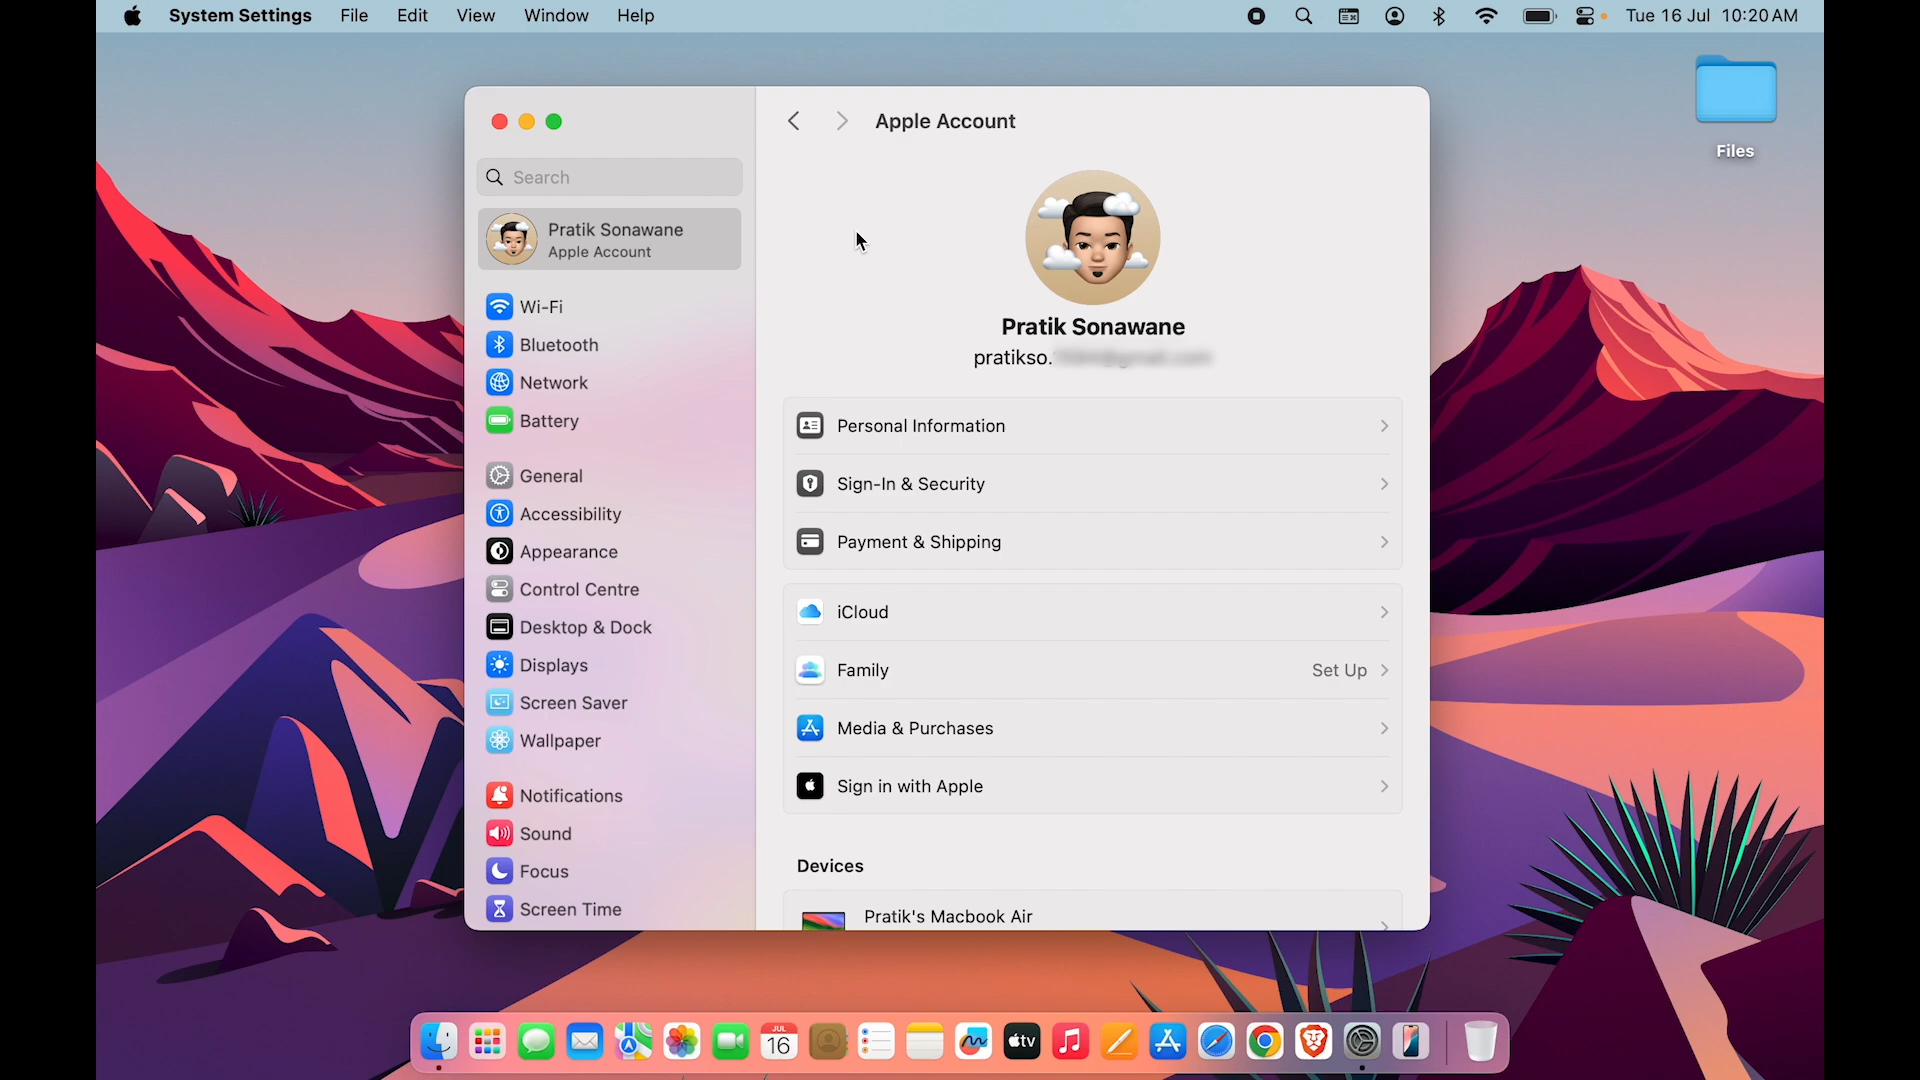 System Settings File Edit View Window Help Tue 16 Jul 10:20 AM
Files
Apple Account
Search
Pratik Sonawane
Apple Account
Wi-Fi
Bluetooth
Network
Battery
General
Accessibility
Appearance
Control Centre
Desktop & Dock
Displays
Screen Saver
Wallpaper
Notifications
Sound
Focus
Screen Time
Pratik Sonawane
pratikso.
Personal Information
Sign-In & Security
Payment & Shipping
iCloud
Family Set Up
Media & Purchases
Sign in with Apple
Devices
Pratik's Macbook Air
JUL
16
tv